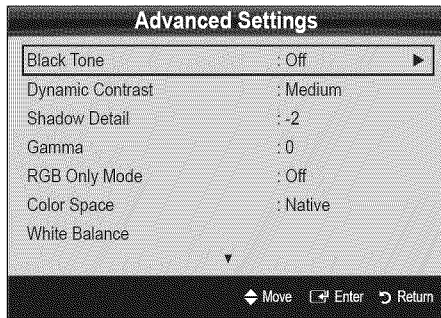 Advanced Settings
Black Tone : Off ►
Dynamic Contrast : Medium
Shadow Detail : -2
Gamma : 0
RGB Only Mode : Off
Color Space : Native
White Balance
▼
Move Enter Return